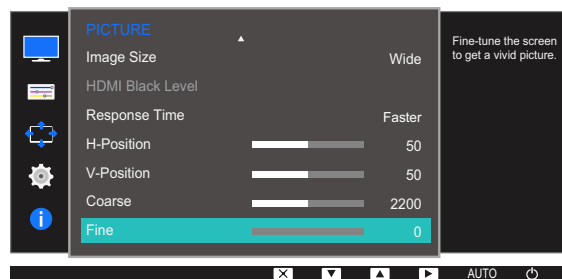 PICTURE
Image Size Wide
HDMI Black Level
Response Time Faster
H-Position 50
V-Position 50
Coarse 2200
Fine 0
Fine-tune the screen
to get a vivid picture.
AUTO